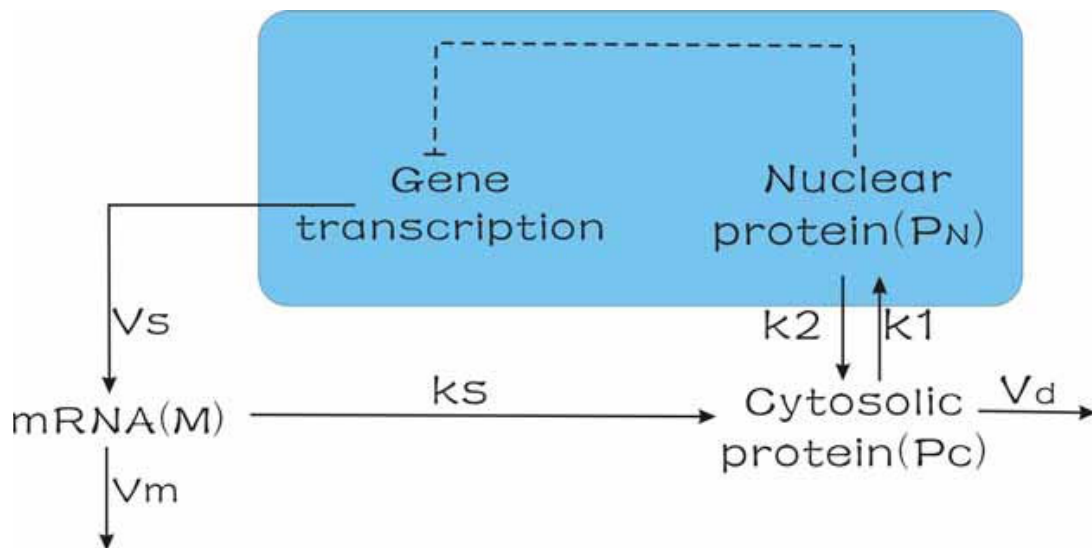 Gene
transcription
Nuclear
protein(PN)
Vs
k2
k1
mRNA(M)
ks
Cytosolic
protein(Pc)
Vd
Vm